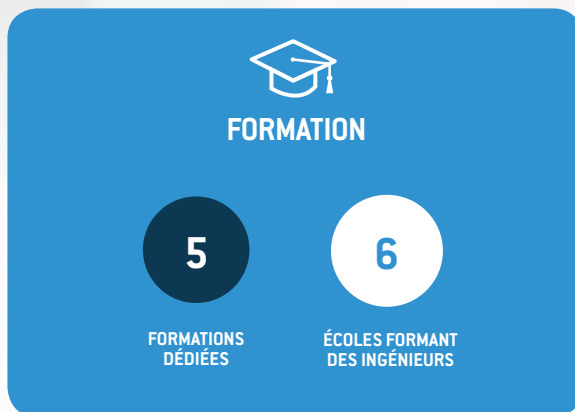 FORMATION
5
6
FORMATIONS
DÉDIÉES
ÉCOLES FORMANT
DES INGÉNIEURS